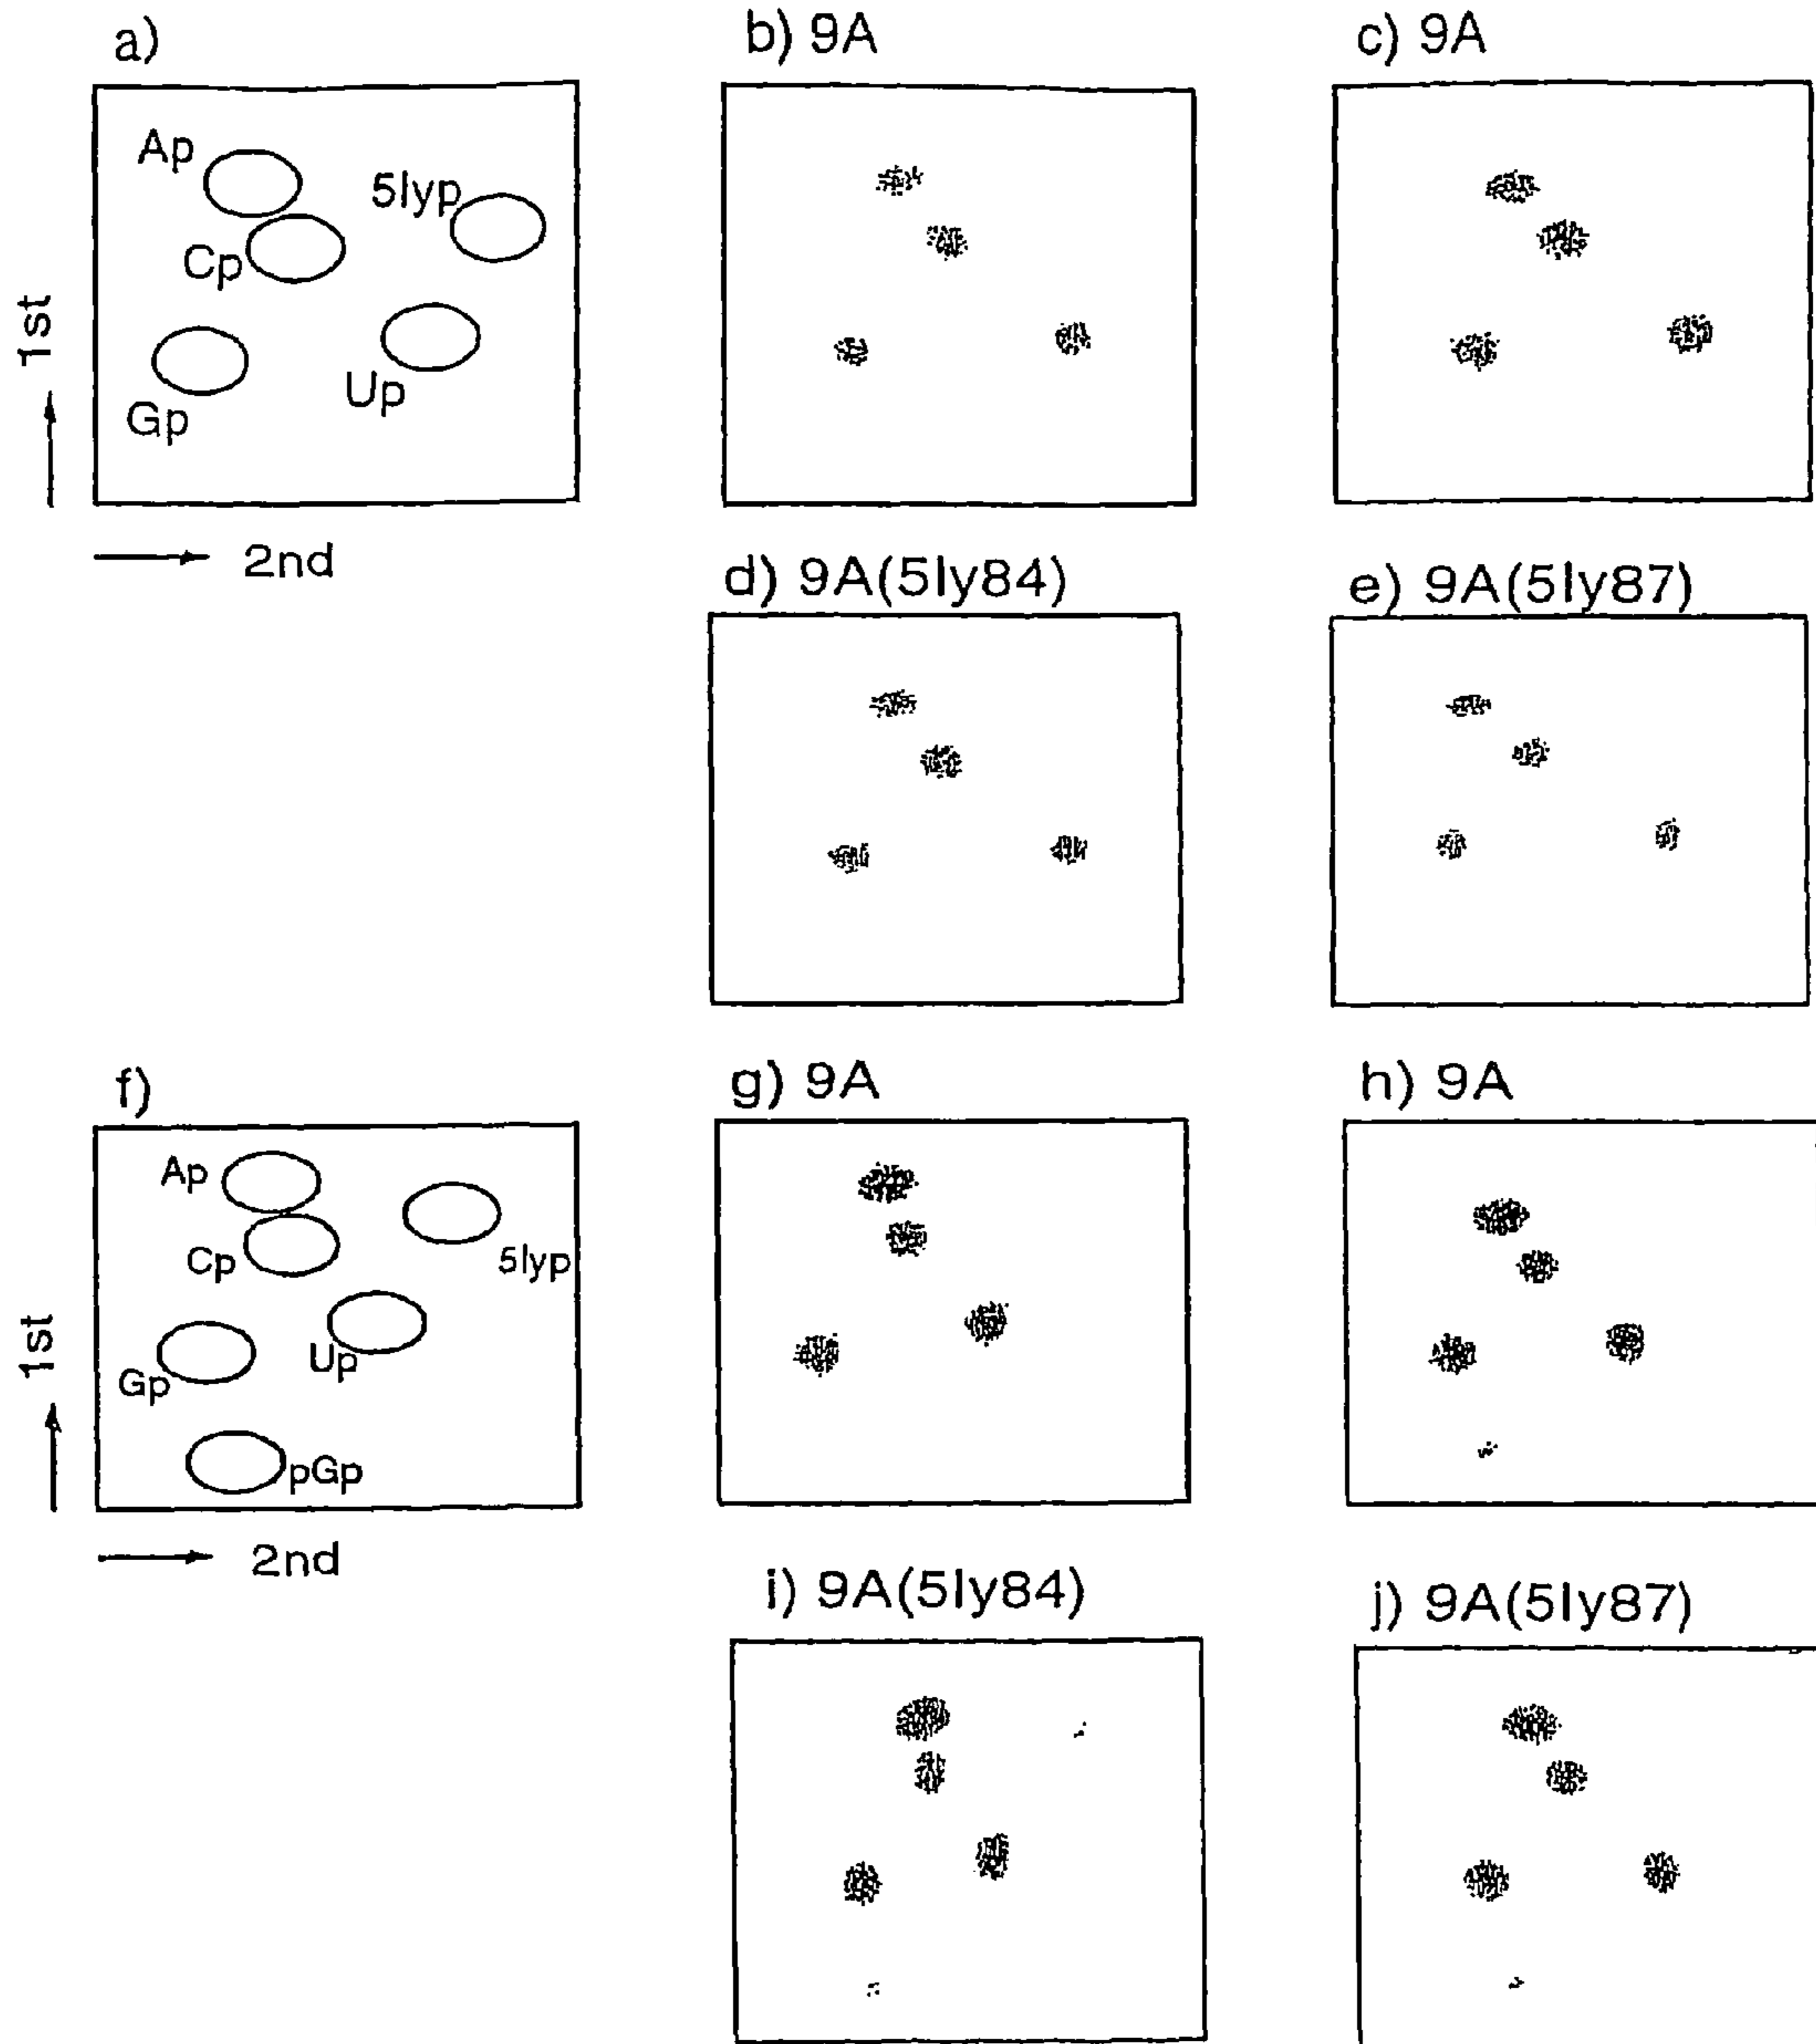 a)
b) 9A
c) 9A
Ap
5lyp
Cp
Gp
Up
1st
2nd
d) 9A(5ly84)
e) 9A(5ly87)
f)
g) 9A
h) 9A
Ap
Cp
5lyp
Gp
Up
pGp
1st
2nd
i) 9A(5ly84)
j) 9A(5ly87)